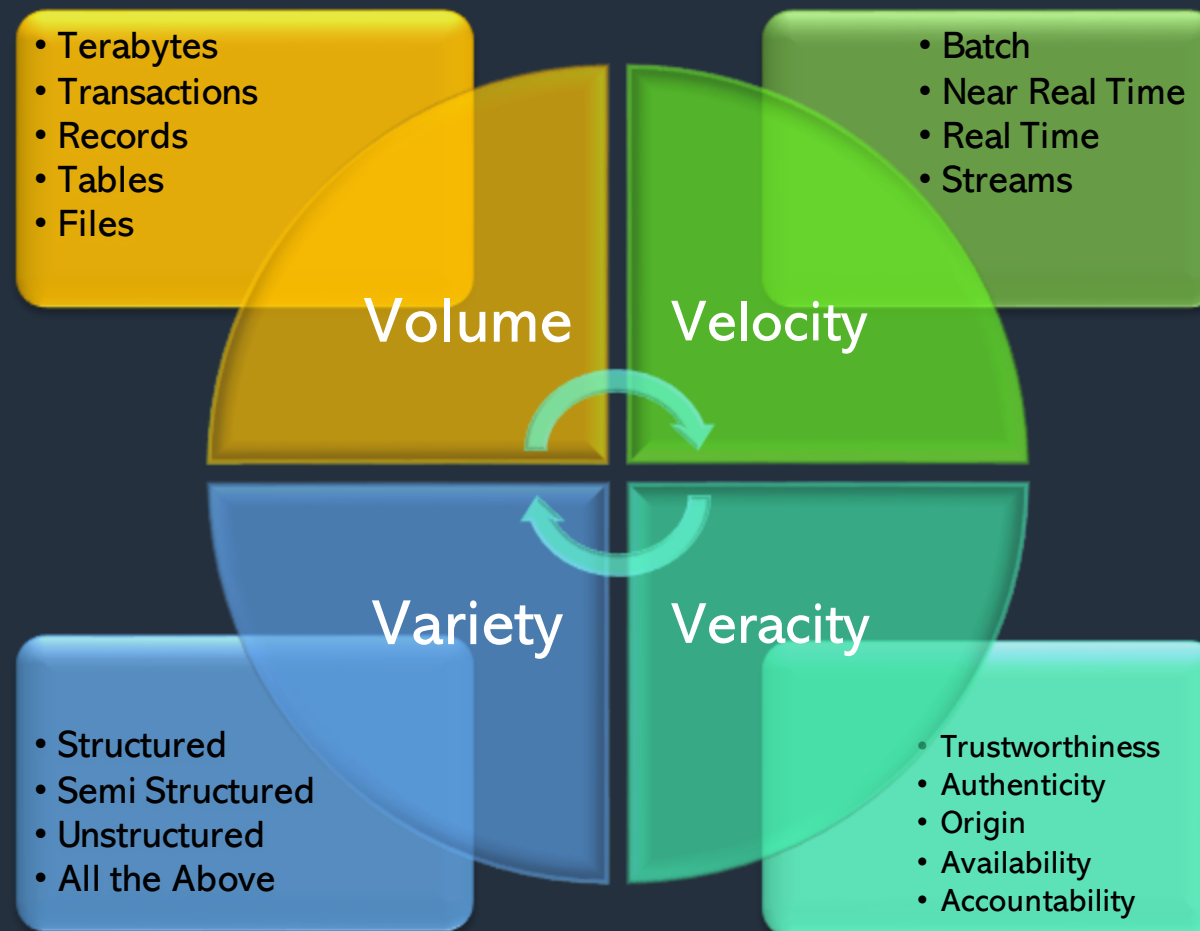 • Terabytes
• Transactions
• Records
• Tables
• Files
Volume
• Batch
• Near Real Time
• Real Time
• Streams
Velocity
Variety
• Structured
• Semi Structured
• Unstructured
• All the Above
Veracity
• Trustworthiness
• Authenticity
• Origin
• Availability
• Accountability